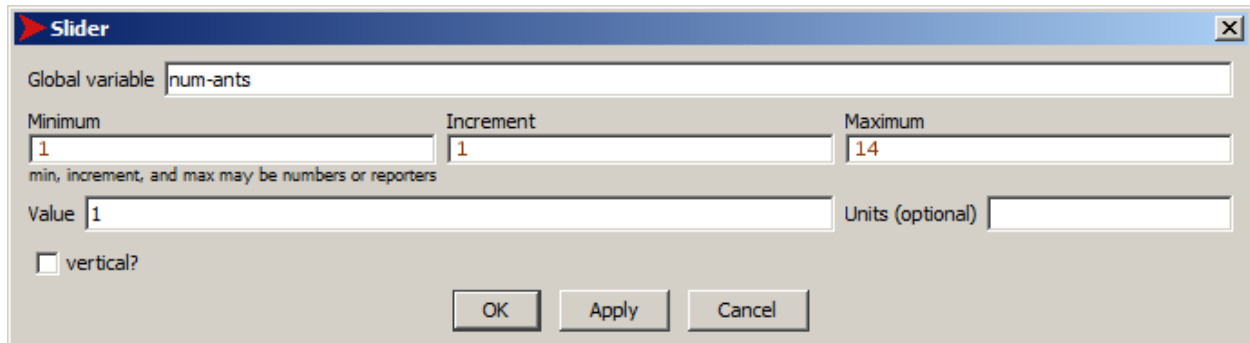 Slider
Global variable num-ants
Minimum Increment Maximum
1 1 14
min, increment, and max may be numbers or reporters
Value 1 Units (optional)
vertical?
OK Apply Cancel